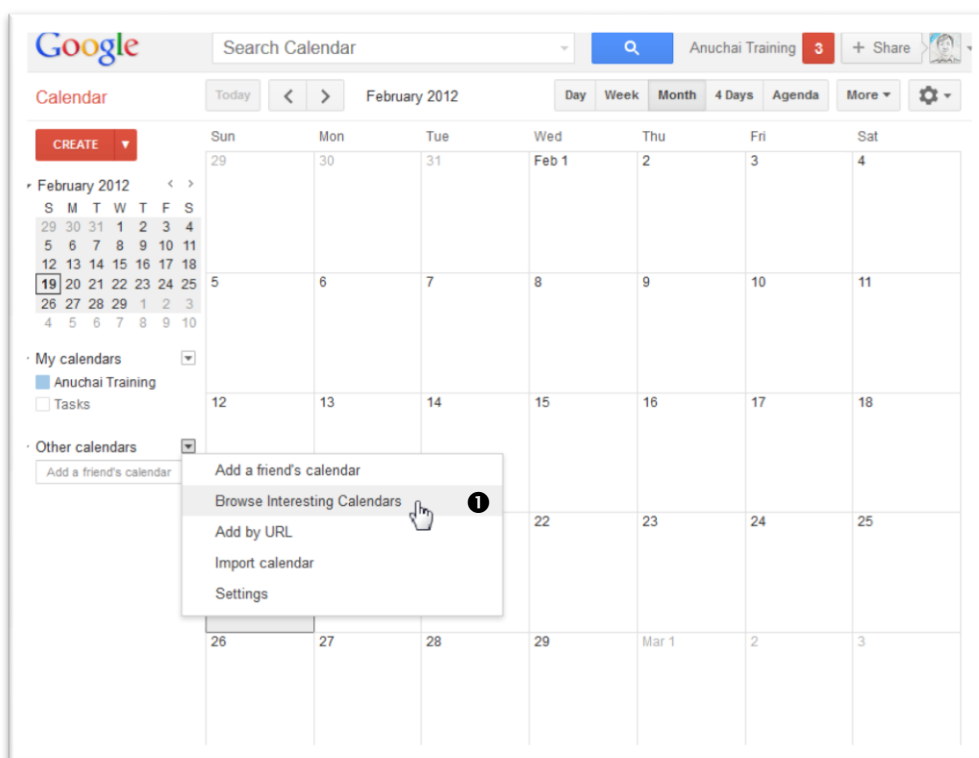 Google Search Calendar Anuchai Training 3 + Share
Calendar Today February 2012 Day Week Month 4 Days Agenda More
CREATE
February 2012
S M T W T F S
29 30 31 1 2 3 4
5 6 7 8 9 10 11
12 13 14 15 16 17 18
19 20 21 22 23 24 25
26 27 28 29 1 2 3
4 5 6 7 8 9 10
My calendars
Anuchai Training
Tasks
Other calendars
Add a friend's calendar
Add a friend's calendar
Browse Interesting Calendars ❶
Add by URL
Import calendar
Settings
Sun Mon Tue Wed Thu Fri Sat
29 30 31 Feb 1 2 3 4
5 6 7 8 9 10 11
12 13 14 15 16 17 18
22 23 24 25
26 27 28 29 Mar 1 2 3